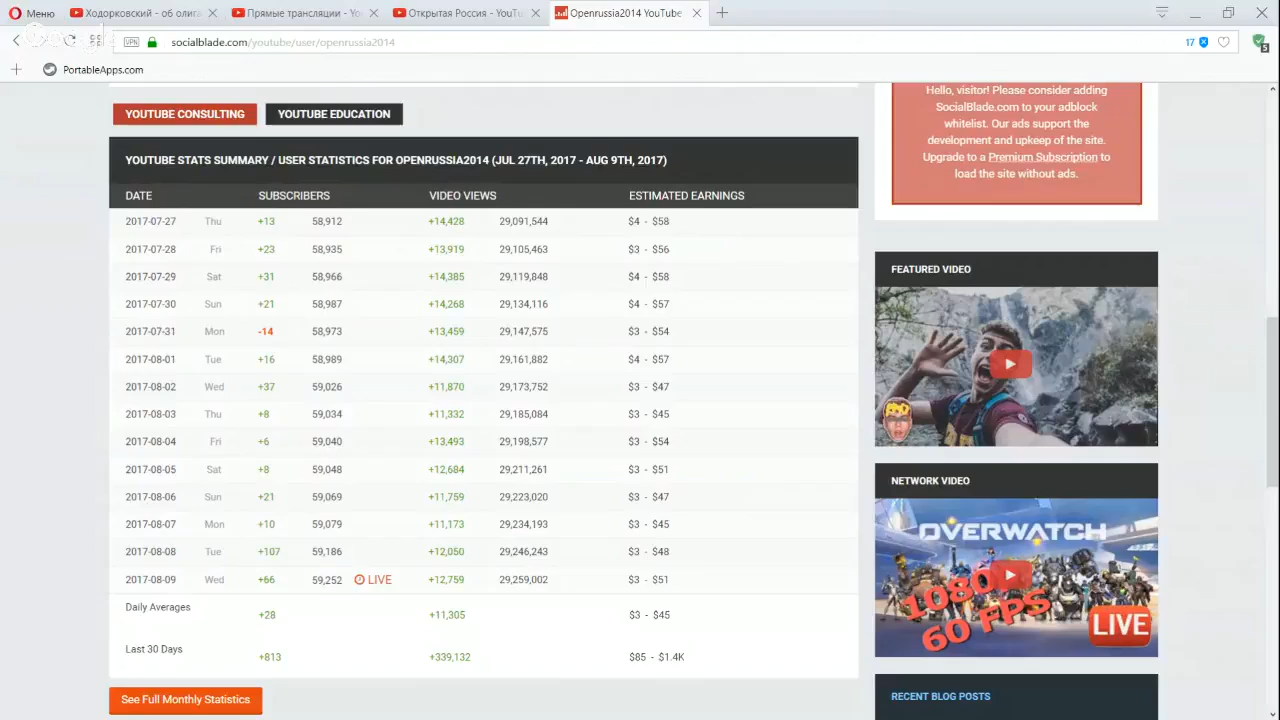 Меню
Ходорковский - об олига
Прямые трансляции - Yo
Открытая Россия - YouTu
Openrussia2014 YouTube
VPN
socialblade.com/youtube/user/openrussia2014
17
5
PortableApps.com
YOUTUBE CONSULTING
YOUTUBE EDUCATION
YOUTUBE STATS SUMMARY / USER STATISTICS FOR OPENRUSSIA2014 (JUL 27TH, 2017 - AUG 9TH, 2017)
DATE SUBSCRIBERS VIDEO VIEWS ESTIMATED EARNINGS
2017-07-27 Thu +13 58,912 +14,428 29,091,544 $4 - $58
2017-07-28 Fri +23 58,935 +13,919 29,105,463 $3 - $56
2017-07-29 Sat +31 58,966 +14,385 29,119,848 $4 - $58
2017-07-30 Sun +21 58,987 +14,268 29,134,116 $4 - $57
2017-07-31 Mon -14 58,973 +13,459 29,147,575 $3 - $54
2017-08-01 Tue +16 58,989 +14,307 29,161,882 $4 - $57
2017-08-02 Wed +37 59,026 +11,870 29,173,752 $3 - $47
2017-08-03 Thu +8 59,034 +11,332 29,185,084 $3 - $45
2017-08-04 Fri +6 59,040 +13,493 29,198,577 $3 - $54
2017-08-05 Sat +8 59,048 +12,684 29,211,261 $3 - $51
2017-08-06 Sun +21 59,069 +11,759 29,223,020 $3 - $47
2017-08-07 Mon +10 59,079 +11,173 29,234,193 $3 - $45
2017-08-08 Tue +107 59,186 +12,050 29,246,243 $3 - $48
2017-08-09 Wed +66 59,252 LIVE +12,759 29,259,002 $3 - $51
Daily Averages +28 +11,305 $3 - $45
Last 30 Days +813 +339,132 $85 - $1.4K
See Full Monthly Statistics
Hello, visitor! Please consider adding
SocialBlade.com to your adblock
whitelist. Our ads support the
development and upkeep of the site.
Upgrade to a Premium Subscription to
load the site without ads.
FEATURED VIDEO
NETWORK VIDEO
OVERWATCH
1080
60 FPS
LIVE
RECENT BLOG POSTS